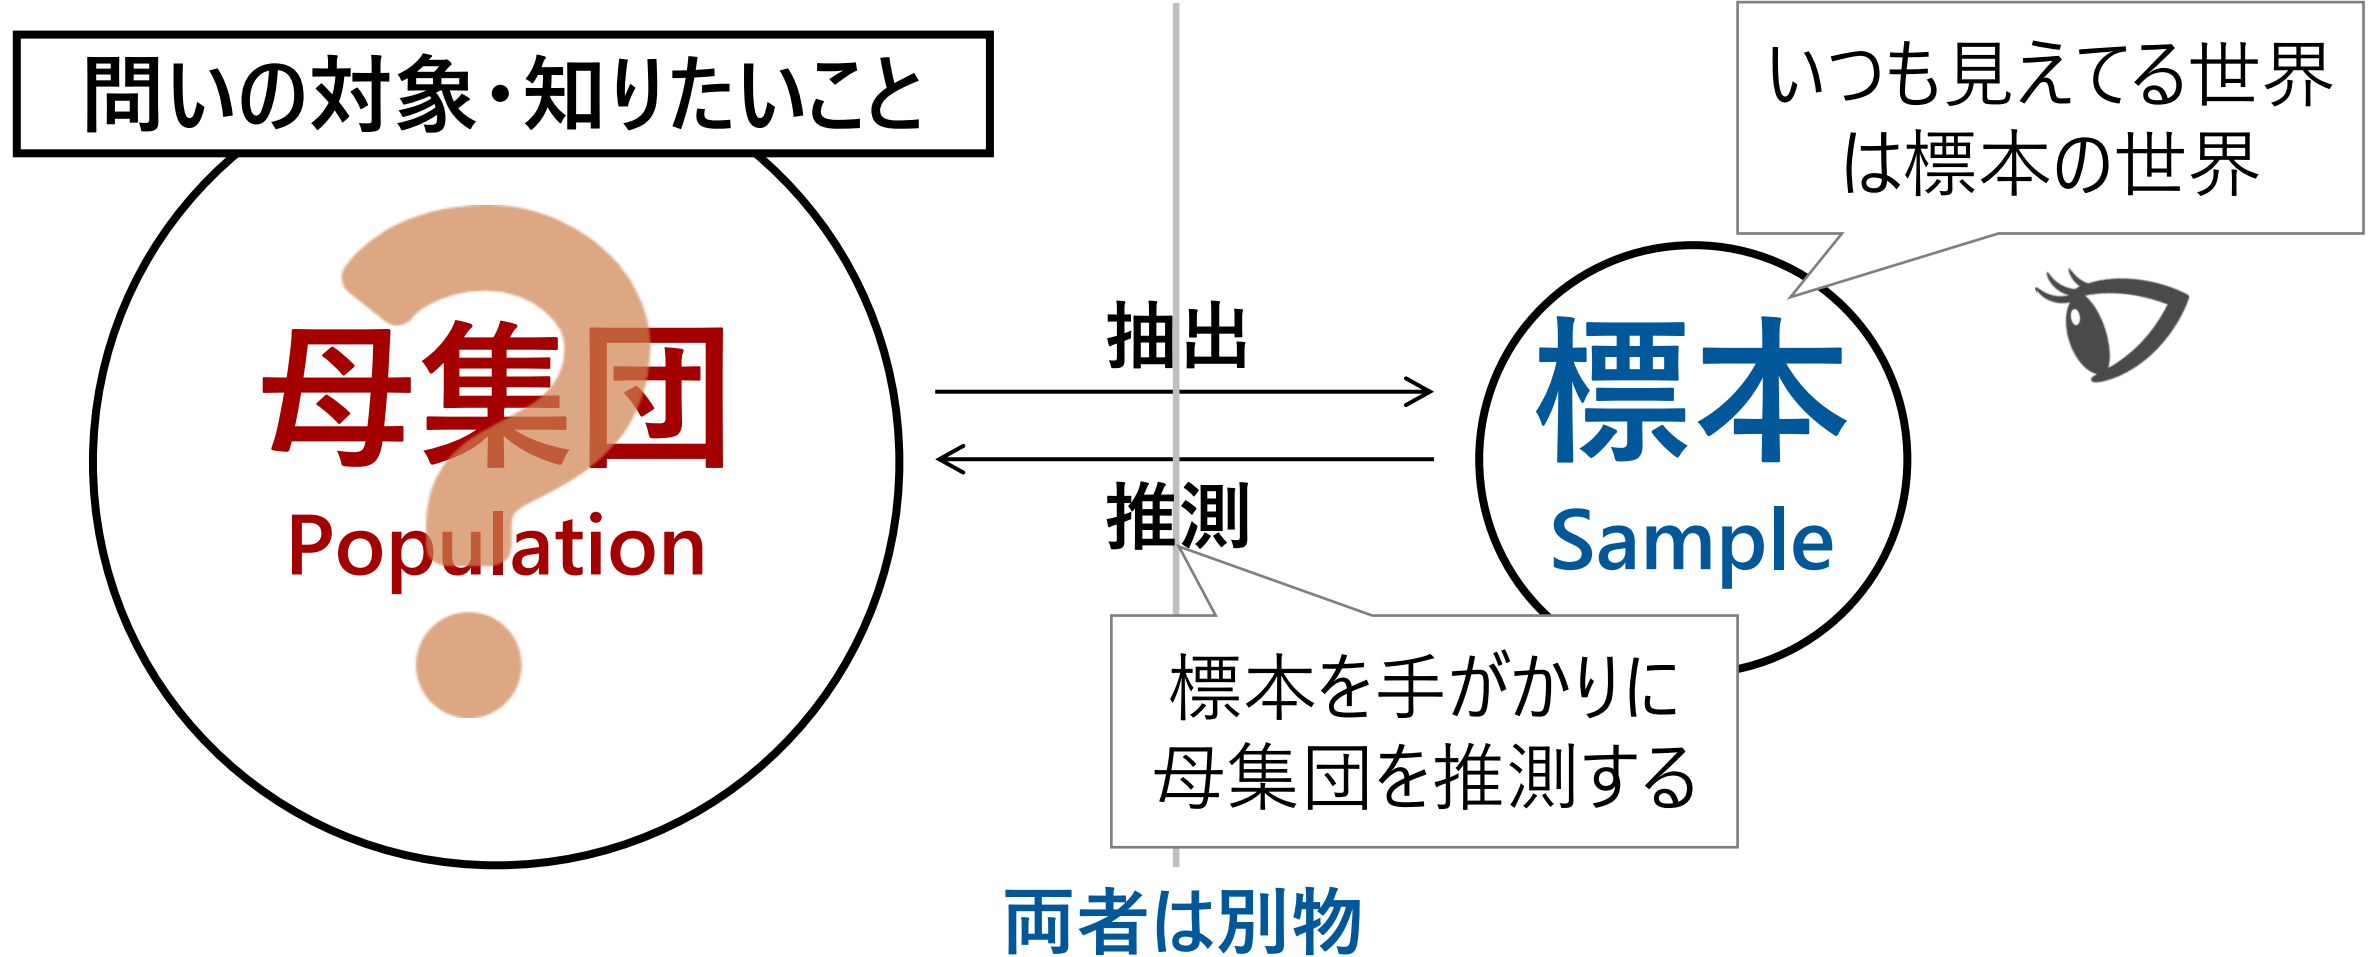 問いの対象・知りたいこと
いつも見えてる世界
は標本の世界
母集団
Population
抽出
推測
標本
Sample
標本を手がかりに
母集団を推測する
両者は別物